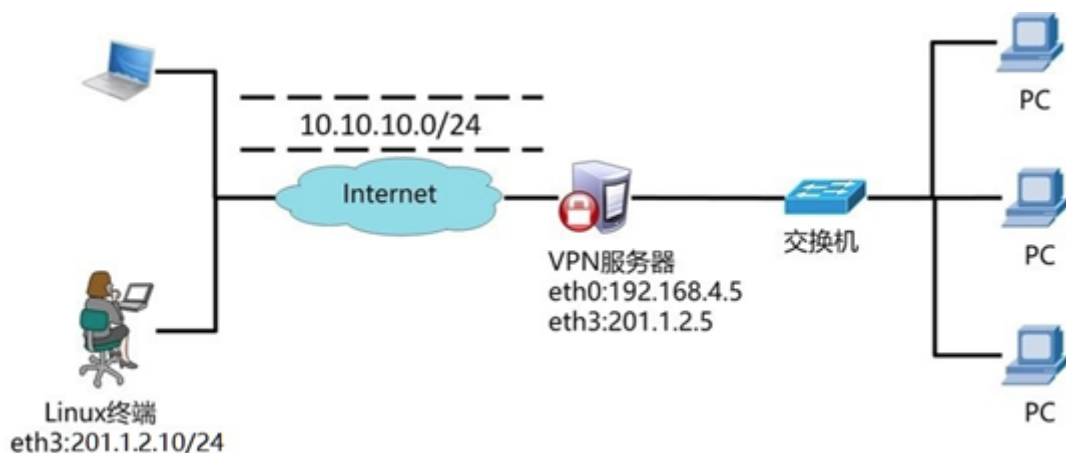 10.10.10.0/24
Internet
PC
交换机
PC
VPN服务器
eth0:192.168.4.5
eth3:201.1.2.5
PC
Linux终端
eth3:201.1.2.10/24